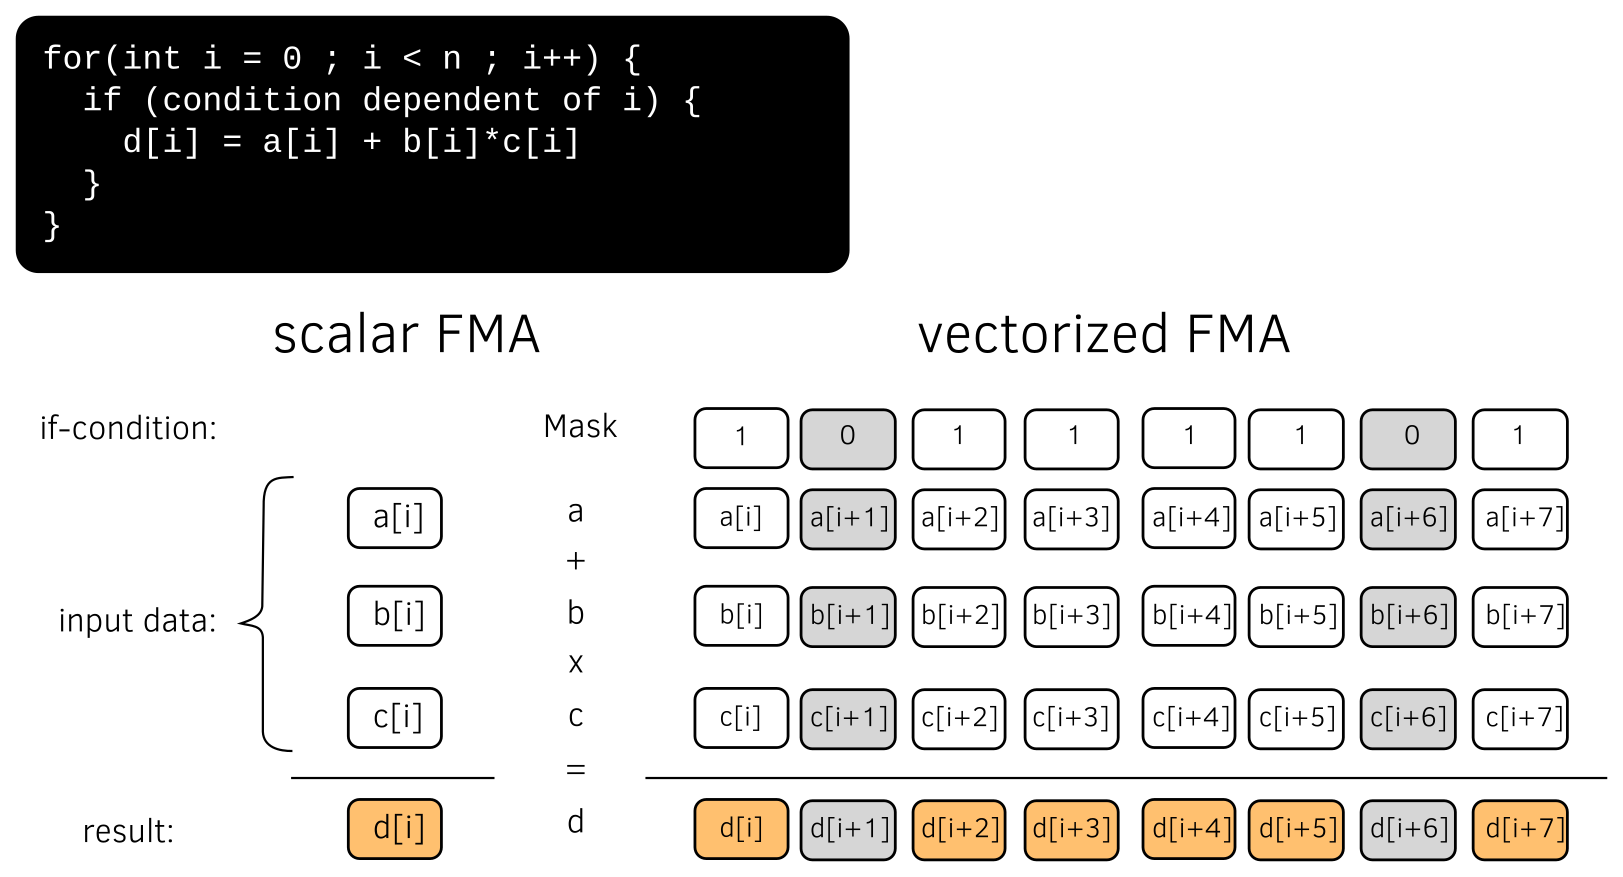 for(int i = 0 ; i < n ; i++) {
  if (condition dependent of i) {
    d[i] = a[i] + b[i]*c[i]
  }
}
scalar FMA
vectorized FMA
if-condition: Mask 1 0 1 1 1 1 0 1
a[i] a a[i] a[i+1] a[i+2] a[i+3] a[i+4] a[i+5] a[i+6] a[i+7]
+
input data: b[i] b b[i] b[i+1] b[i+2] b[i+3] b[i+4] b[i+5] b[i+6] b[i+7]
x
c[i] c c[i] c[i+1] c[i+2] c[i+3] c[i+4] c[i+5] c[i+6] c[i+7]
=
result: d[i] d d[i] d[i+1] d[i+2] d[i+3] d[i+4] d[i+5] d[i+6] d[i+7]